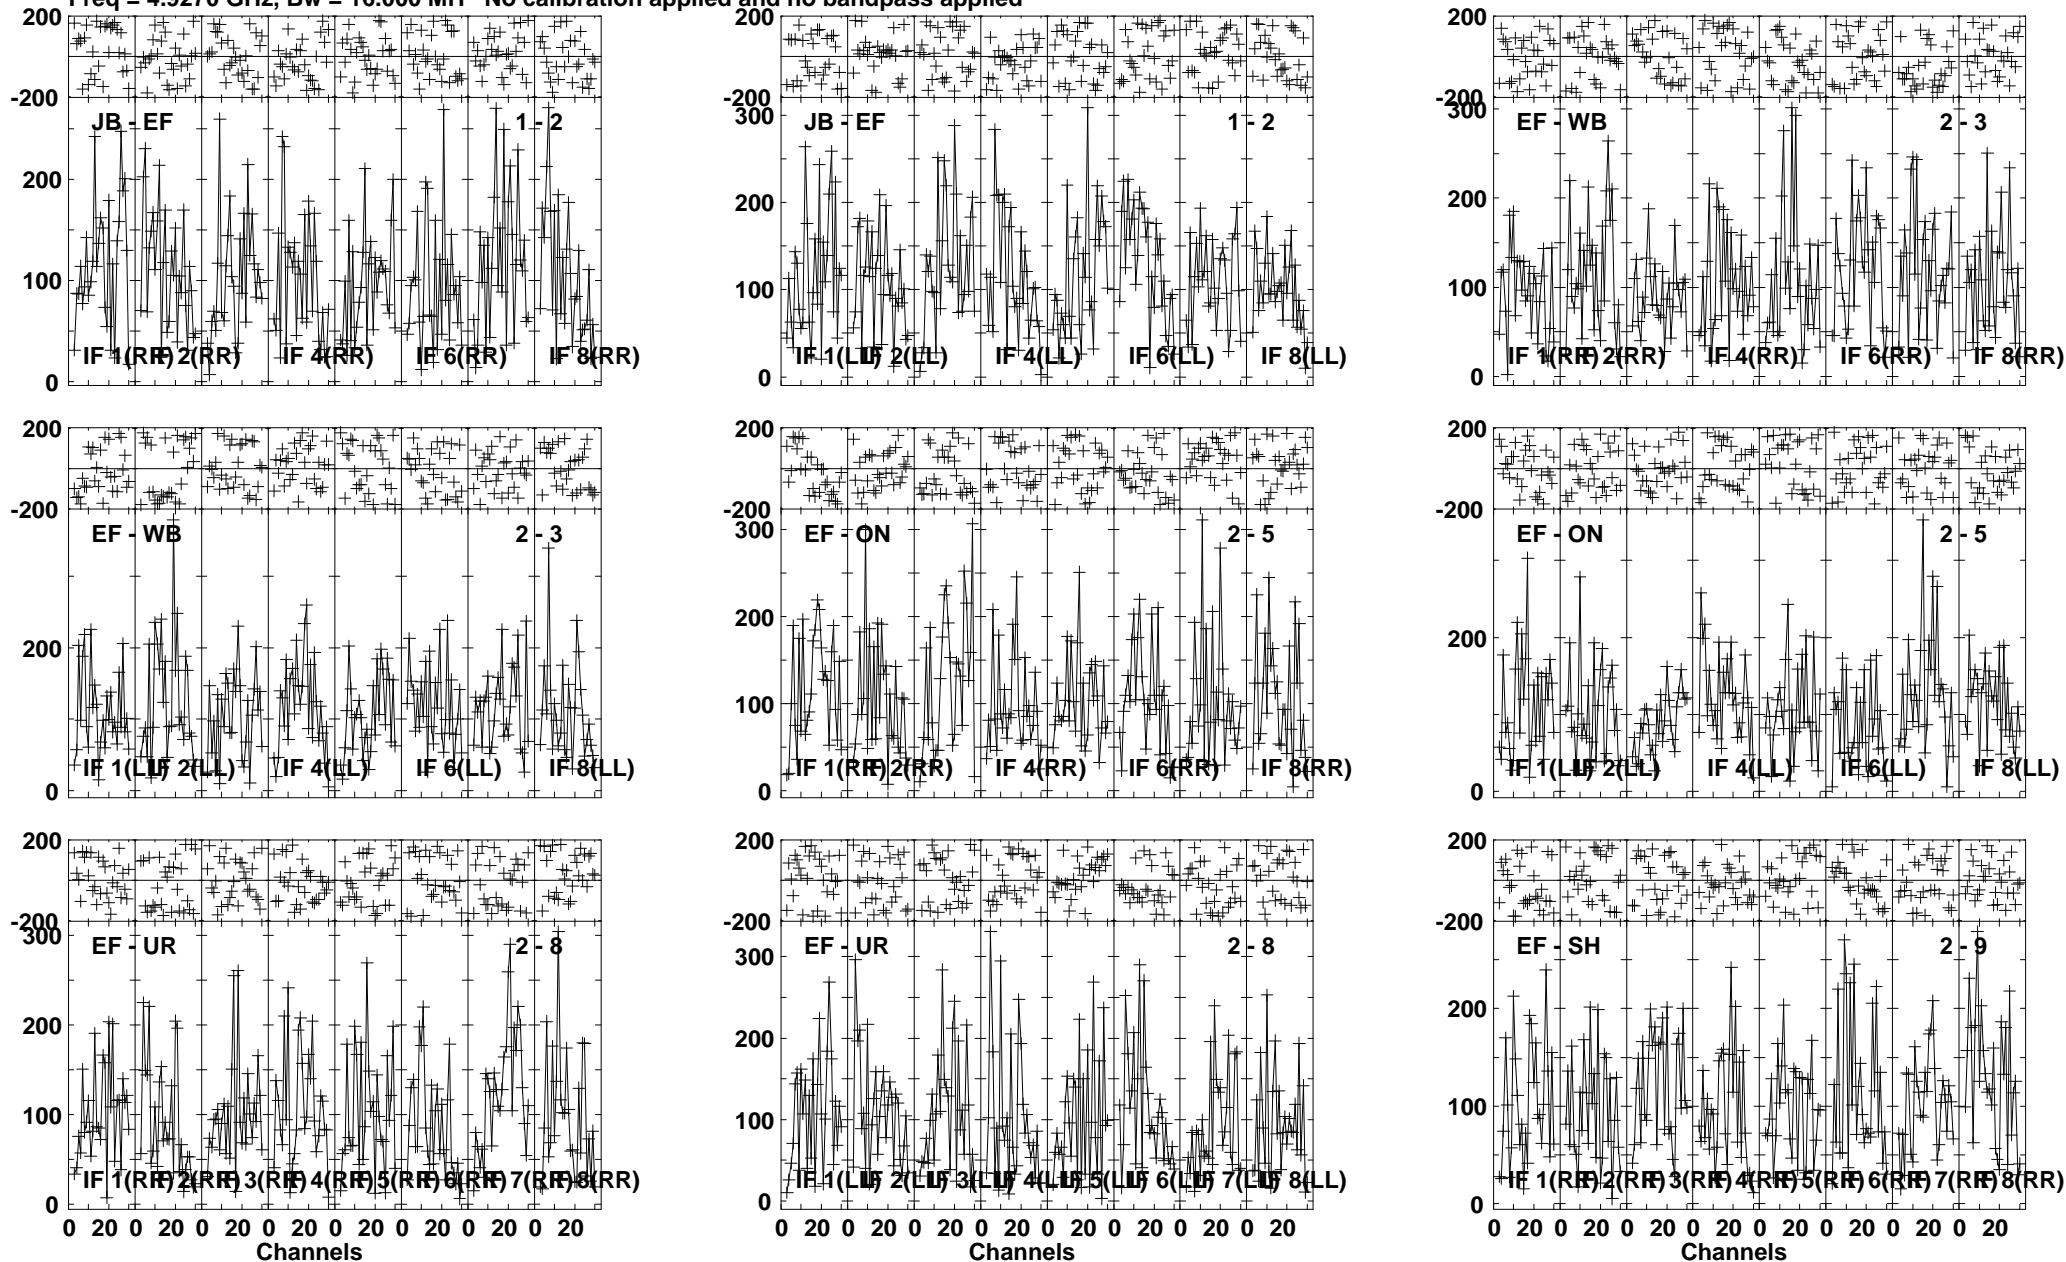 Freq = 4.9270 GHz, Bw = 16.000 MH No calibration applied and no bandpass applied
200
-200
JB - EF 1 - 2
200
100
0
IF 1(RR) IF 2(RR) IF 4(RR) IF 6(RR) IF 8(RR)
200
-200
300
JB - EF 1 - 2
200
100
0
IF 1(LL) IF 2(LL) IF 4(LL) IF 6(LL) IF 8(LL)
200
-200
300
EF - WB 2 - 3
200
100
0
IF 1(RR) IF 2(RR) IF 4(RR) IF 6(RR) IF 8(RR)
200
-200
EF - WB 2 - 3
200
0
IF 1(LL) IF 2(LL) IF 4(LL) IF 6(LL) IF 8(LL)
200
-200
300
EF - ON 2 - 5
200
100
0
IF 1(RR) IF 2(RR) IF 4(RR) IF 6(RR) IF 8(RR)
200
-200
EF - ON 2 - 5
200
0
IF 1(LL) IF 2(LL) IF 4(LL) IF 6(LL) IF 8(LL)
200
-200
300
EF - UR 2 - 8
200
100
0
IF 1(RR) IF 2(RR) IF 3(RR) IF 4(RR) IF 5(RR) IF 6(RR) IF 7(RR) IF 8(RR)
0 20 0 20 0 20 0 20 0 20 0 20 0 20 0 20
Channels
200
-200
300
EF - UR 2 - 8
200
100
0
IF 1(LL) IF 2(LL) IF 3(LL) IF 4(LL) IF 5(LL) IF 6(LL) IF 7(LL) IF 8(LL)
0 20 0 20 0 20 0 20 0 20 0 20 0 20 0 20
Channels
200
-200
EF - SH 2 - 9
200
100
0
IF 1(RR) IF 2(RR) IF 3(RR) IF 4(RR) IF 5(RR) IF 6(RR) IF 7(RR) IF 8(RR)
0 20 0 20 0 20 0 20 0 20 0 20 0 20 0 20
Channels